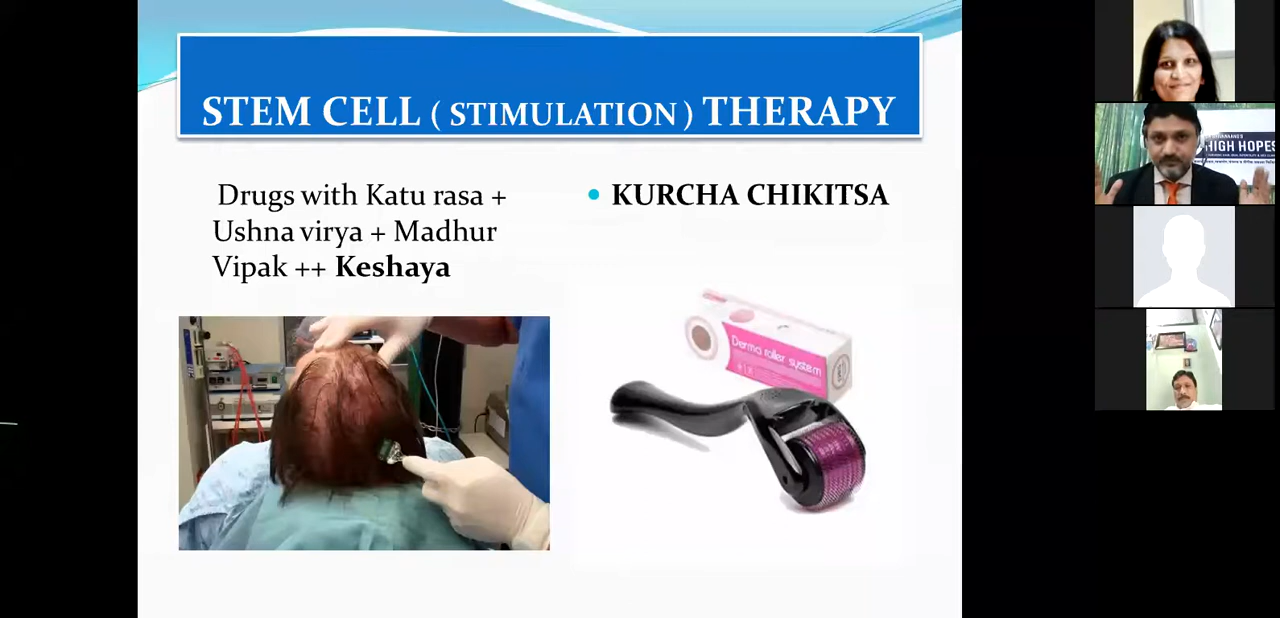 STEM CELL ( STIMULATION ) THERAPY
Drugs with Katu rasa +
Ushna virya + Madhur
Vipak ++ Keshaya
• KURCHA CHIKITSA
Derma roller system
HIGH HOPES